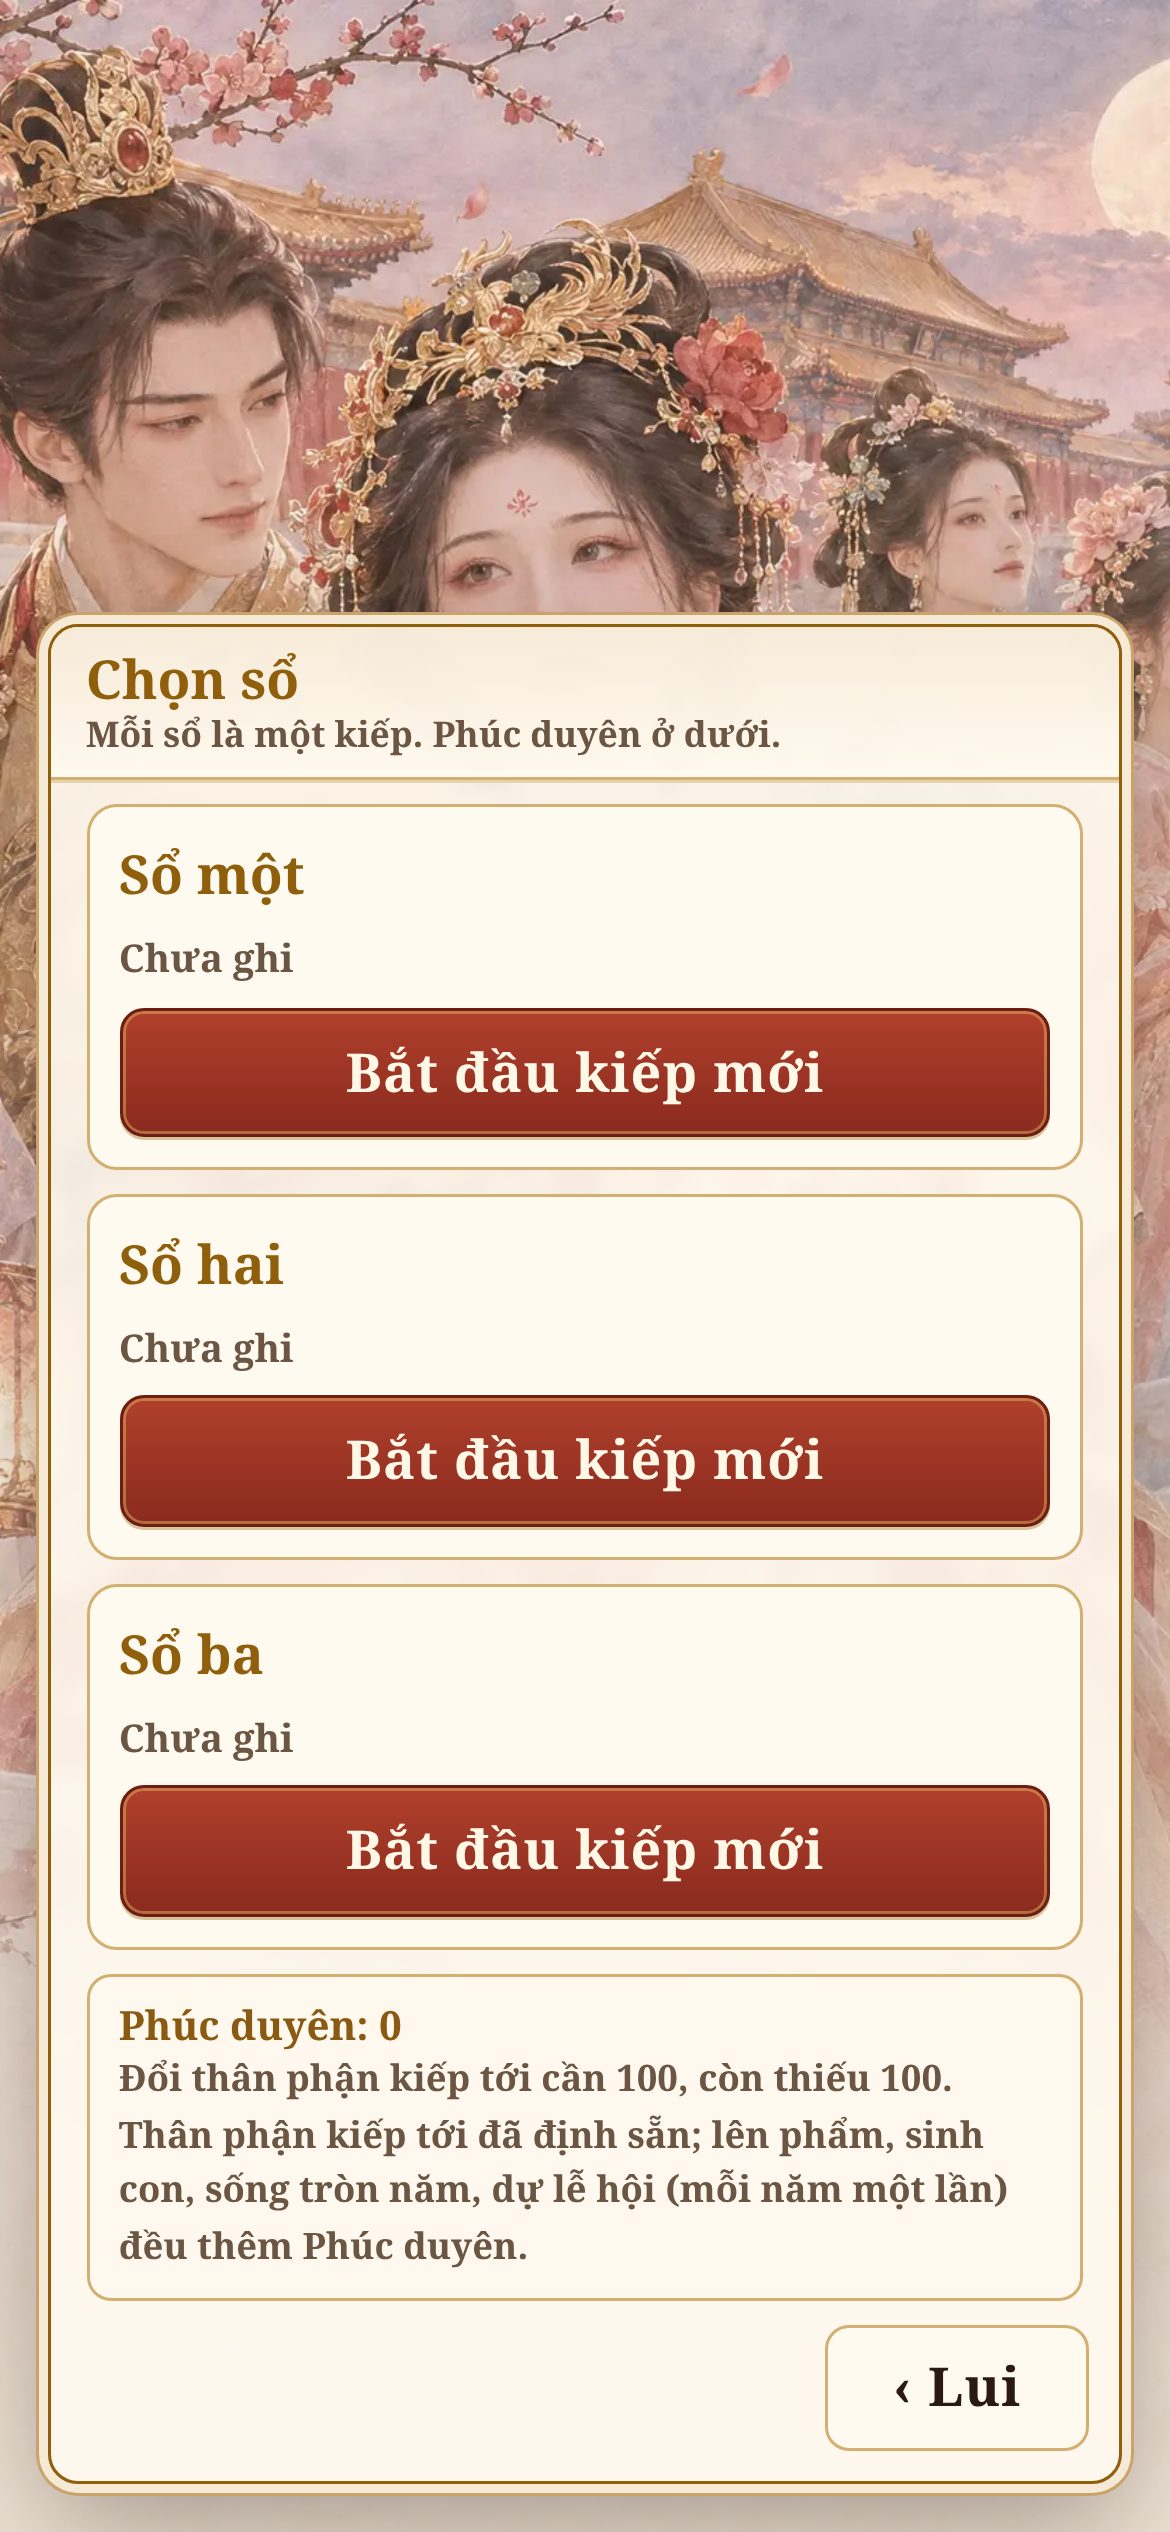 Chọn sổ
Mỗi sổ là một kiếp. Phúc duyên ở dưới.
Sổ một
Chưa ghi
Bắt đầu kiếp mới
Sổ hai
Chưa ghi
Bắt đầu kiếp mới
Sổ ba
Chưa ghi
Bắt đầu kiếp mới
Phúc duyên: 0
Đổi thân phận kiếp tới cần 100, còn thiếu 100.
Thân phận kiếp tới đã định sẵn; lên phẩm, sinh
con, sống tròn năm, dự lễ hội (mỗi năm một lần)
đều thêm Phúc duyên.
‹ Lui